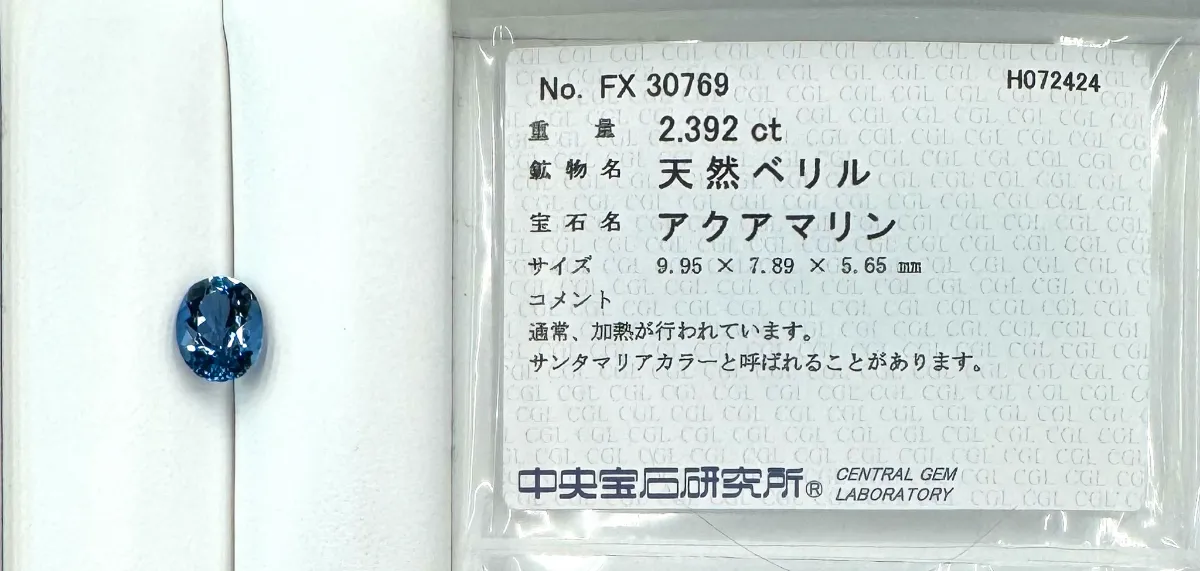 No. FX 30769 H072424
重量 2.392 ct
鉱物名 天然ベリル
宝石名 アクアマリン
サイズ 9.95 × 7.89 × 5.65 mm
コメント
通常、加熱が行われています。
サンタマリアカラーと呼ばれることがあります。
中央宝石研究所® CENTRAL GEM
LABORATORY